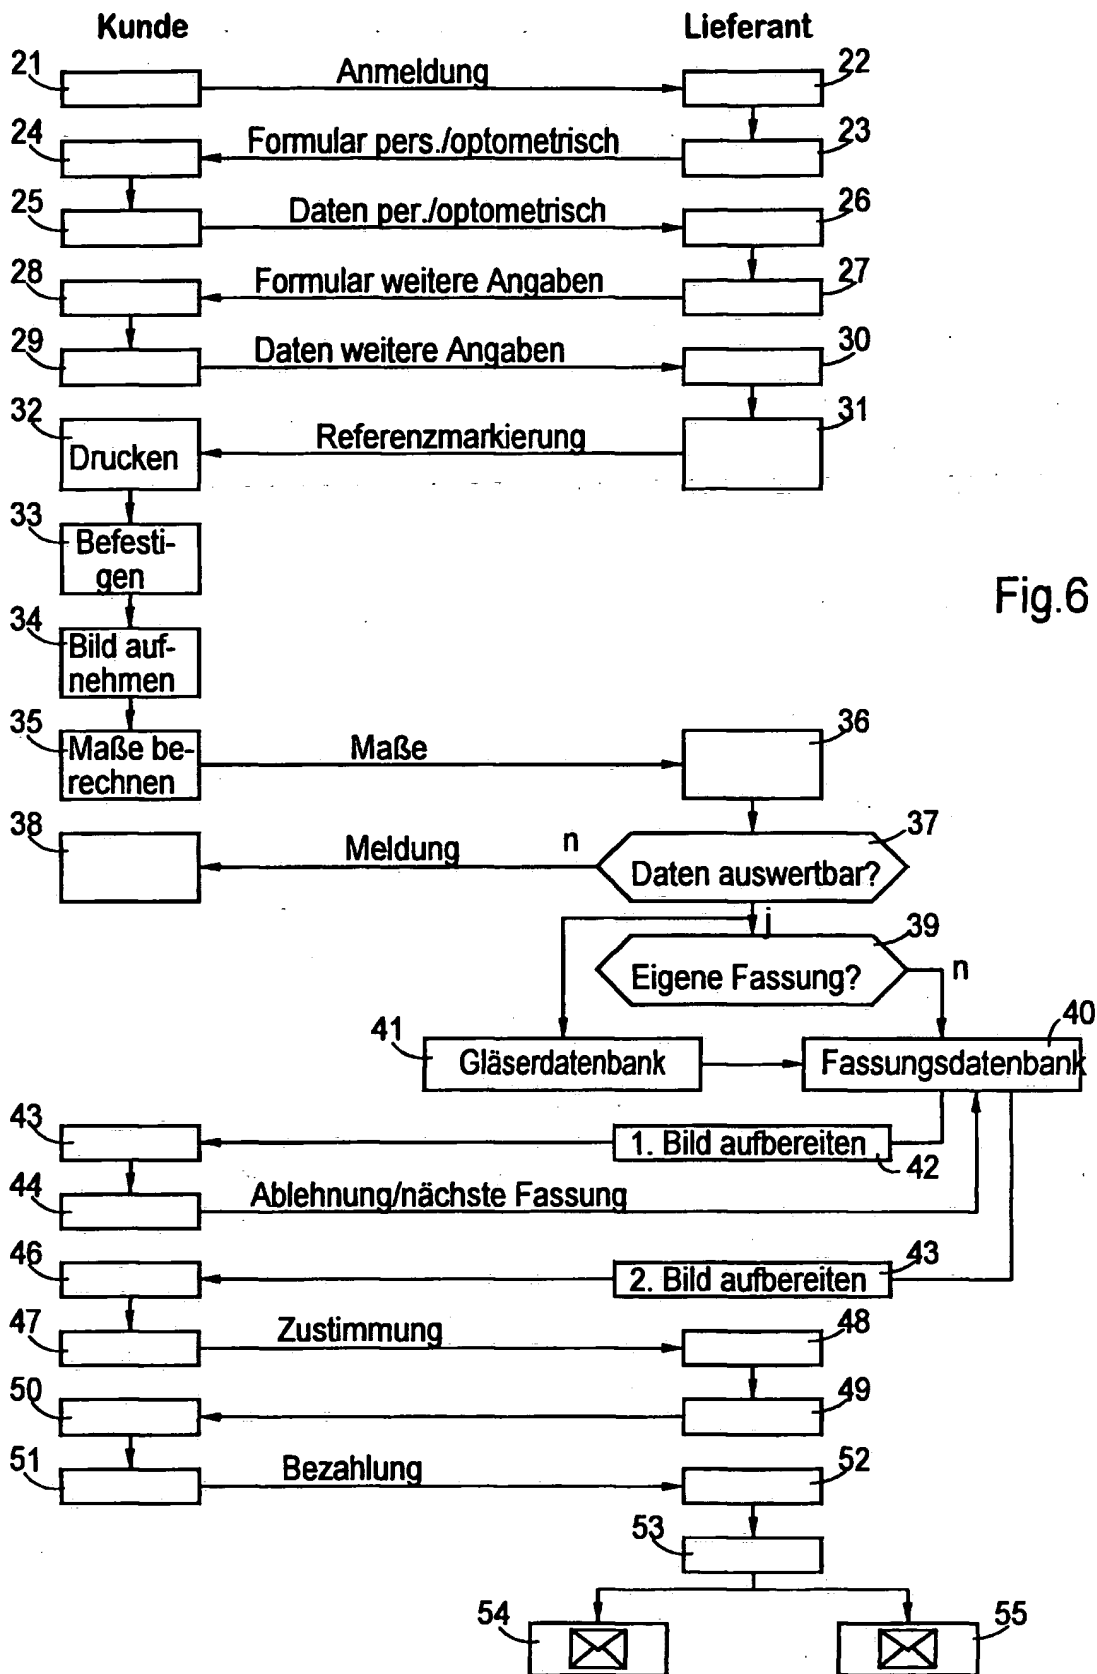 Kunde Lieferant
21 Anmeldung 22
24 Formular pers./optometrisch 23
25 Daten per./optometrisch 26
28 Formular weitere Angaben 27
29 Daten weitere Angaben 30
32 Drucken Referenzmarkierung 31
33 Befesti-
gen
Fig.6
34 Bild auf-
nehmen
35 Maße be- Maße 36
rechnen
38 Meldung n 37
Daten auswertbar?
j
39
Eigene Fassung? n
41 Gläserdatenbank 40 Fassungsdatenbank
43 1. Bild aufbereiten 42
44 Ablehnung/nächste Fassung
46 2. Bild aufbereiten 43
47 Zustimmung 48
50 49
51 Bezahlung 52
53
54 55